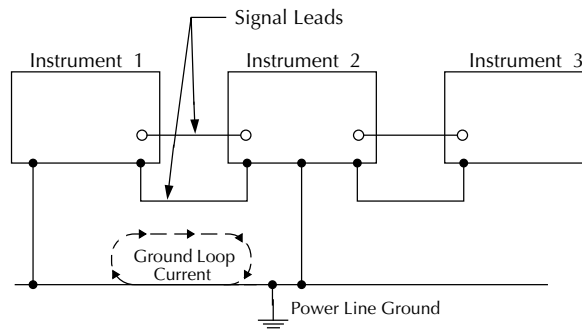 Signal Leads
Instrument 1
Instrument 2
Instrument 3
Ground Loop
Current
Power Line Ground